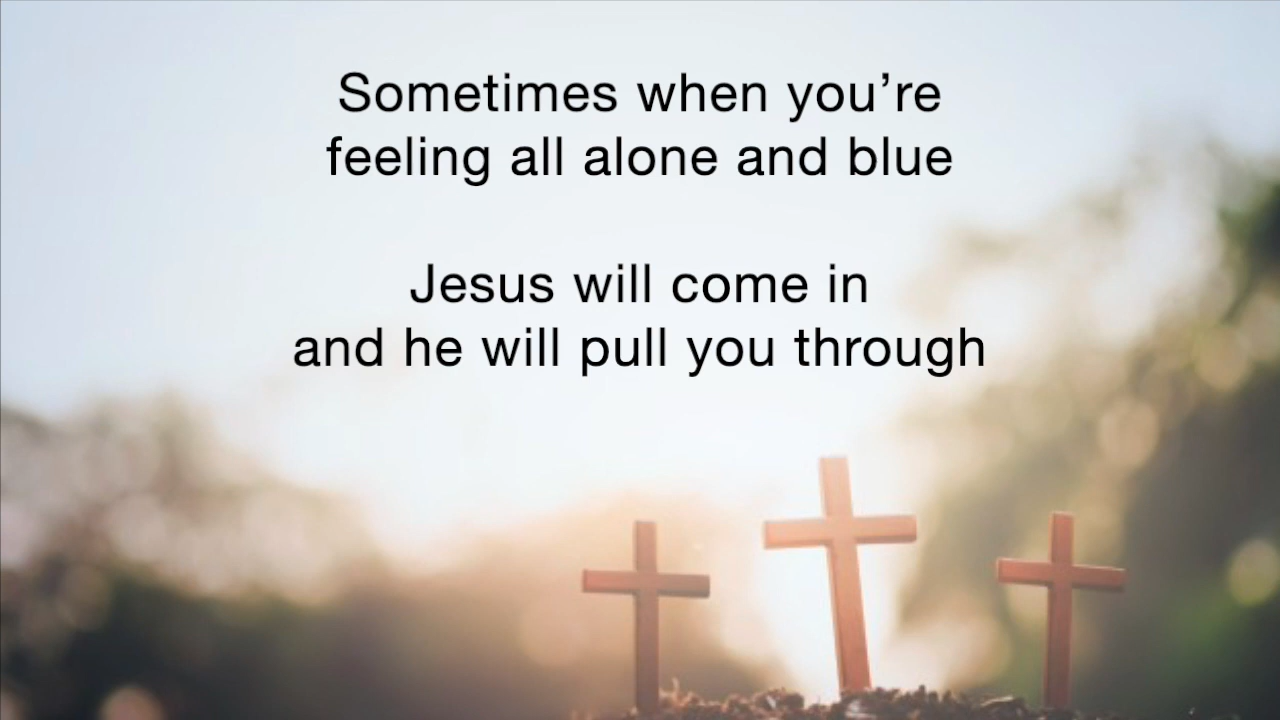 Sometimes when you’re
feeling all alone and blue
Jesus will come in
and he will pull you through